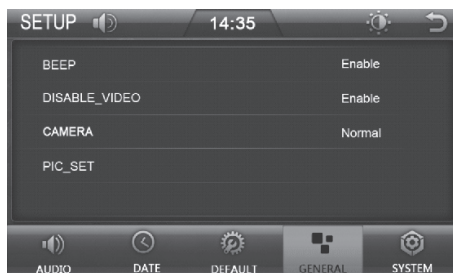 SETUP 14:35
BEEP Enable
DISABLE_VIDEO Enable
CAMERA Normal
PIC_SET
AUDIO DATE DEFAULT GENERAL SYSTEM